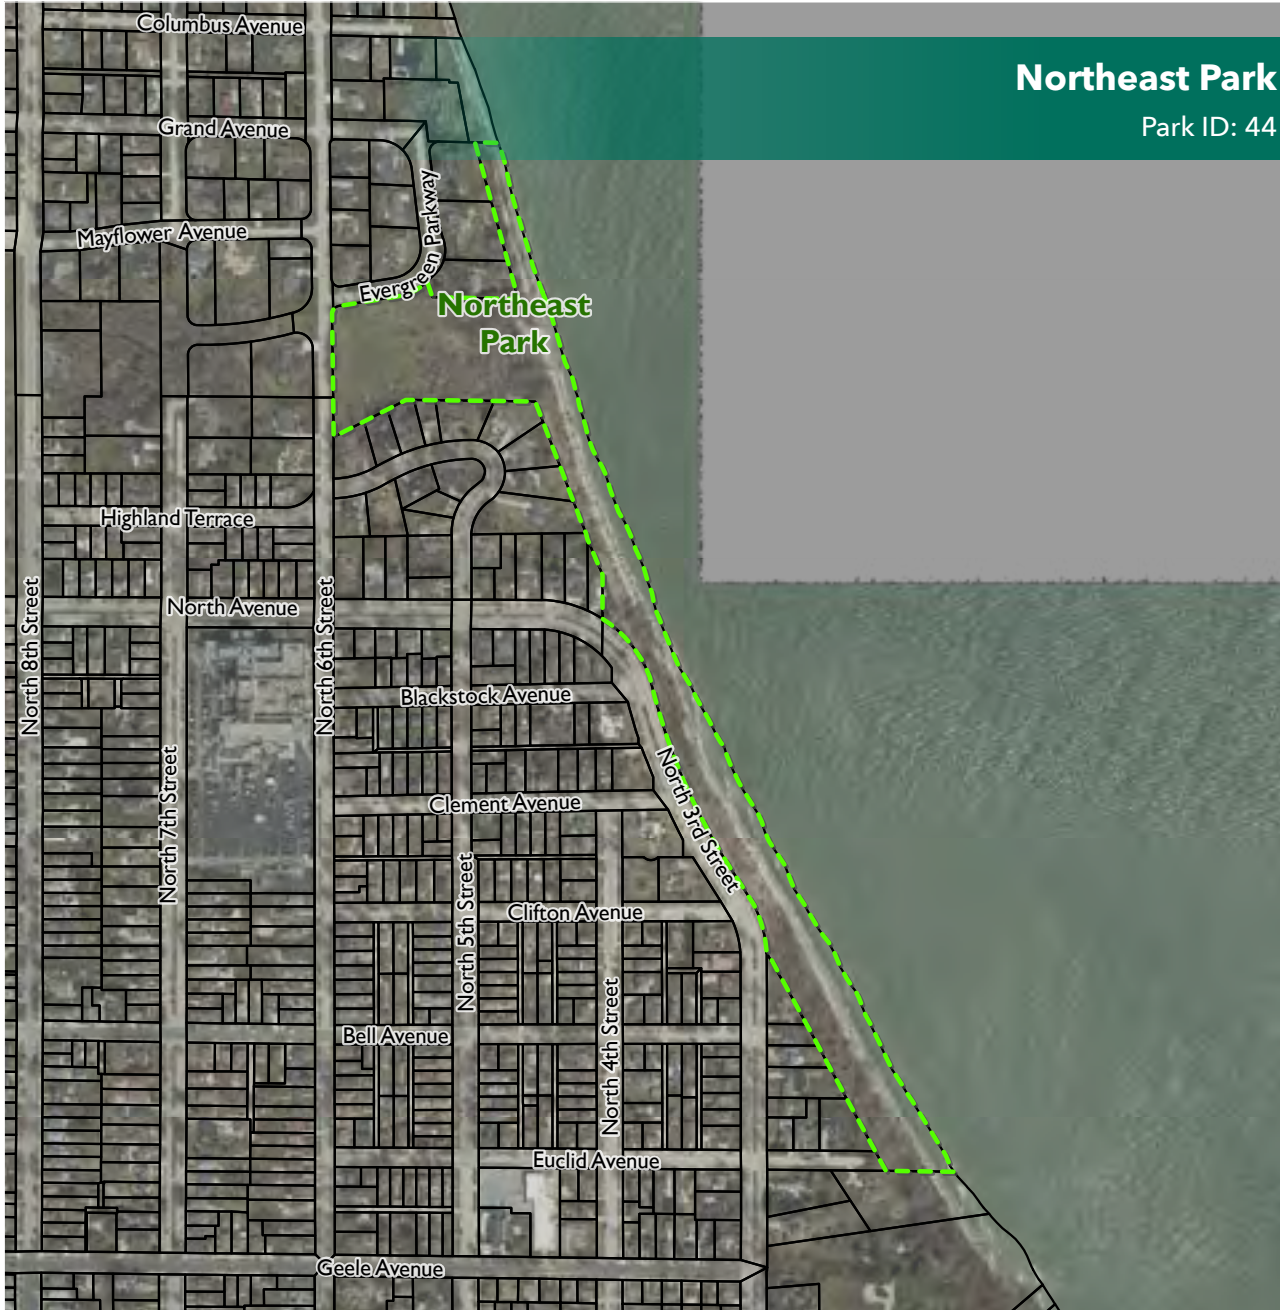 Columbus Avenue
Northeast Park
Park ID: 44
Grand Avenue
Evergreen Parkway
Mayflower Avenue
Northeast
Park
Highland Terrace
North 8th Street
North Avenue
North 6th Street
Blackstock Avenue
North 7th Street
North 3rd Street
Clement Avenue
North 5th Street
Clifton Avenue
North 4th Street
Bell Avenue
Euclid Avenue
Geele Avenue